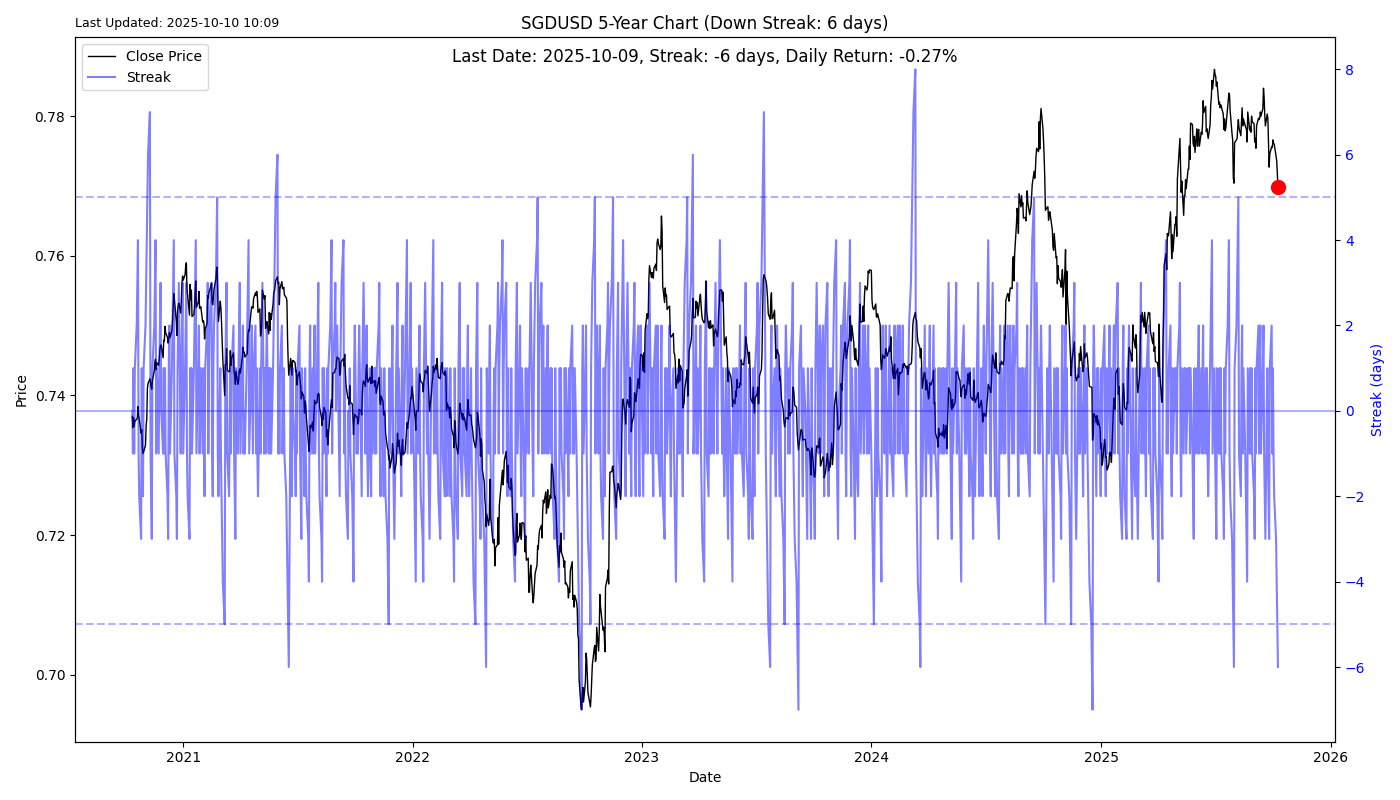 Last Updated: 2025-10-10 10:09
SGDUSD 5-Year Chart (Down Streak: 6 days)
Last Date: 2025-10-09, Streak: -6 days, Daily Return: -0.27%
Close Price
Streak
0.78
0.76
0.74
0.72
0.70
Price
8
6
4
2
0
−2
−4
−6
Streak (days)
2021
2022
2023
2024
2025
2026
Date